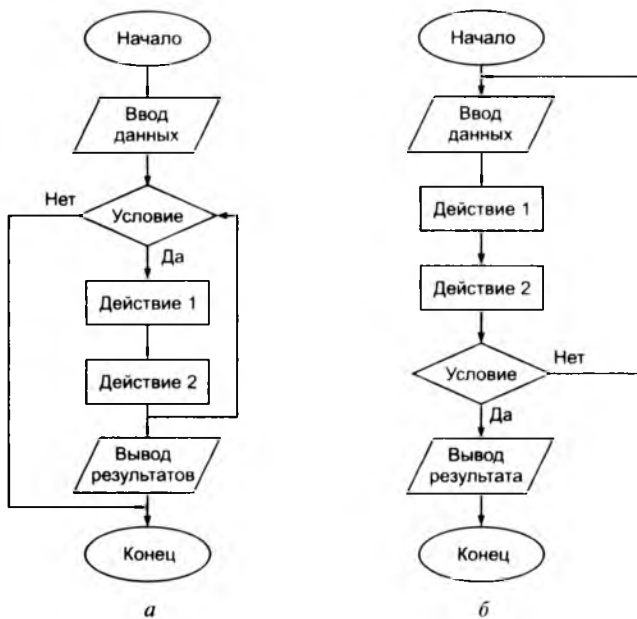 Начало
Ввод
данных
Нет
Условие
Да
Действие 1
Действие 2
Вывод
результатов
Конец
а
Начало
Ввод
данных
Действие 1
Действие 2
Условие
Нет
Да
Вывод
результата
Конец
б